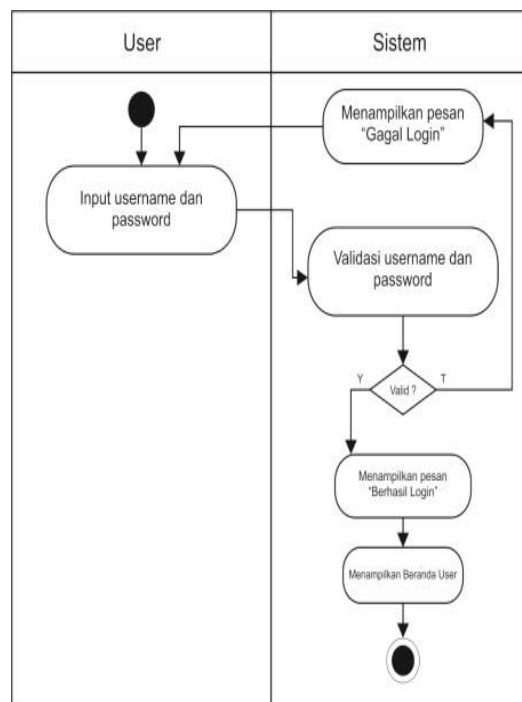 User
Sistem
Menampilkan pesan
“Gagal Login”
Input username dan
password
Validasi username dan
password
Y
Valid ?
T
Menampilkan pesan
“Berhasil Login”
Menampilkan Beranda User